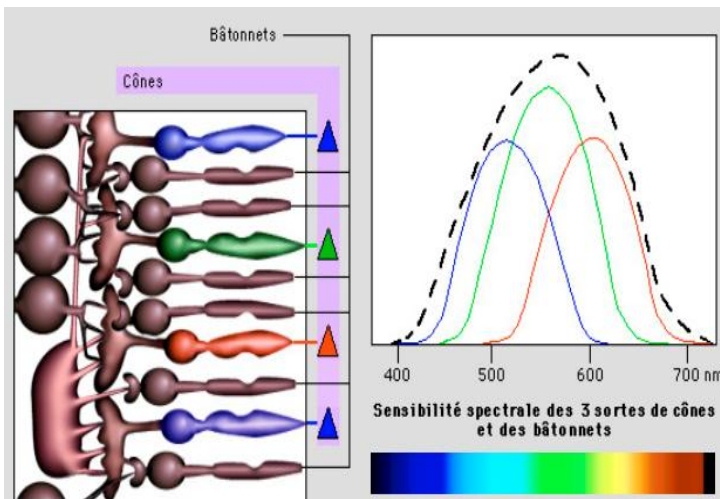 Bâtonnets
Cônes
400 500 600 700 nm
Sensibilité spectrale des 3 sortes de cônes
et des bâtonnets